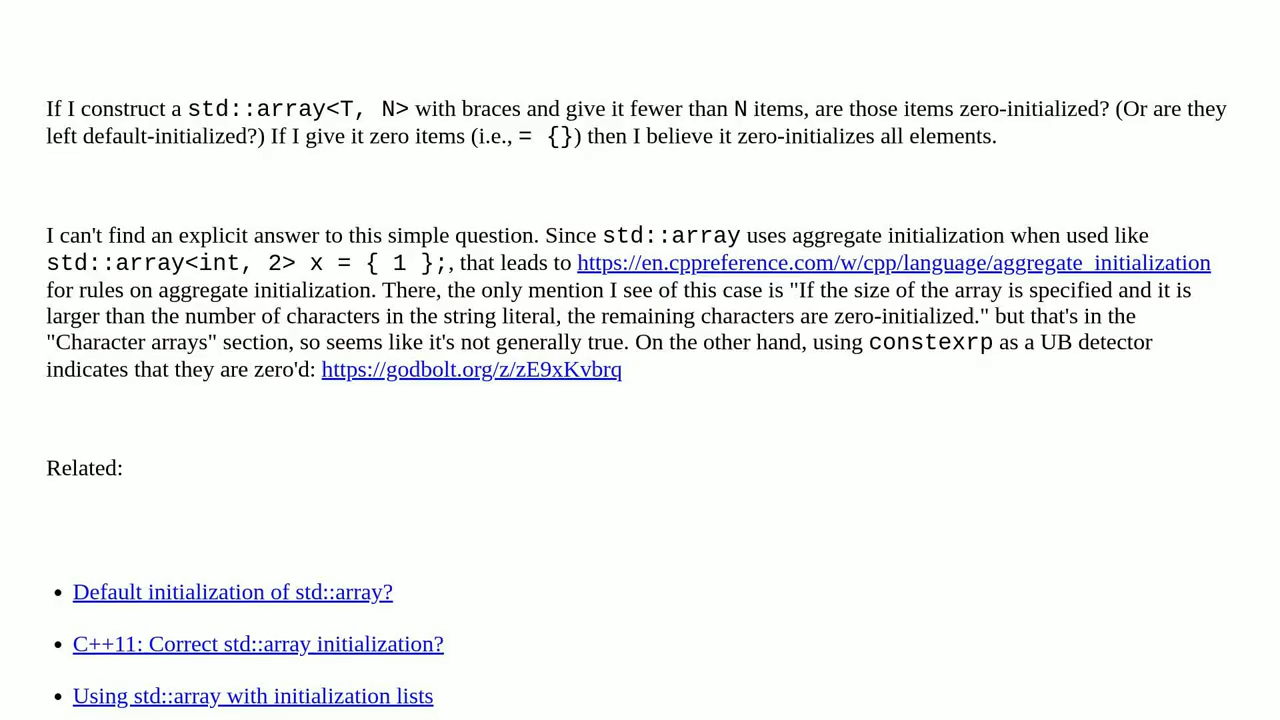 If I construct a std::array<T, N> with braces and give it fewer than N items, are those items zero-initialized? (Or are they
left default-initialized?) If I give it zero items (i.e., = {}) then I believe it zero-initializes all elements.
I can't find an explicit answer to this simple question. Since std::array uses aggregate initialization when used like
std::array<int, 2> x = { 1 };, that leads to https://en.cppreference.com/w/cpp/language/aggregate_initialization
for rules on aggregate initialization. There, the only mention I see of this case is "If the size of the array is specified and it is
larger than the number of characters in the string literal, the remaining characters are zero-initialized." but that's in the
"Character arrays" section, so seems like it's not generally true. On the other hand, using constexrp as a UB detector
indicates that they are zero'd: https://godbolt.org/z/zE9xKvbrq
Related:
• Default initialization of std::array?
• C++11: Correct std::array initialization?
• Using std::array with initialization lists